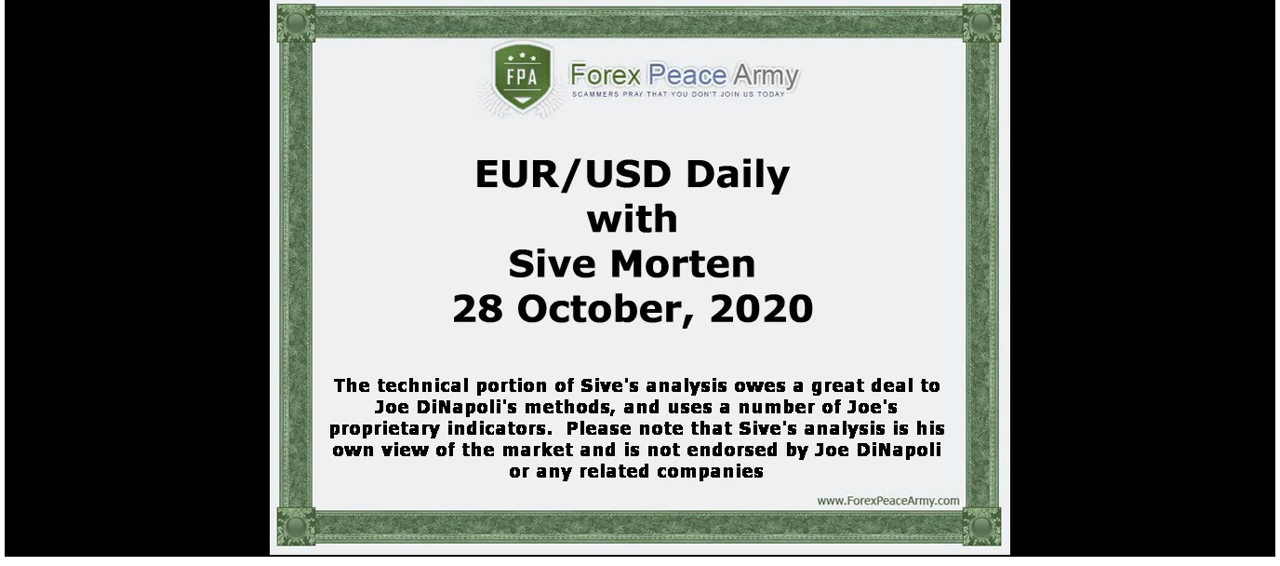 FPA
Forex Peace Army
SCAMMERS PRAY THAT YOU DON'T JOIN US TODAY
EUR/USD Daily
with
Sive Morten
28 October, 2020
The technical portion of Sive's analysis owes a great deal to
Joe DiNapoli's methods, and uses a number of Joe's
proprietary indicators.  Please note that Sive's analysis is his
own view of the market and is not endorsed by Joe DiNapoli
or any related companies
www.ForexPeaceArmy.com